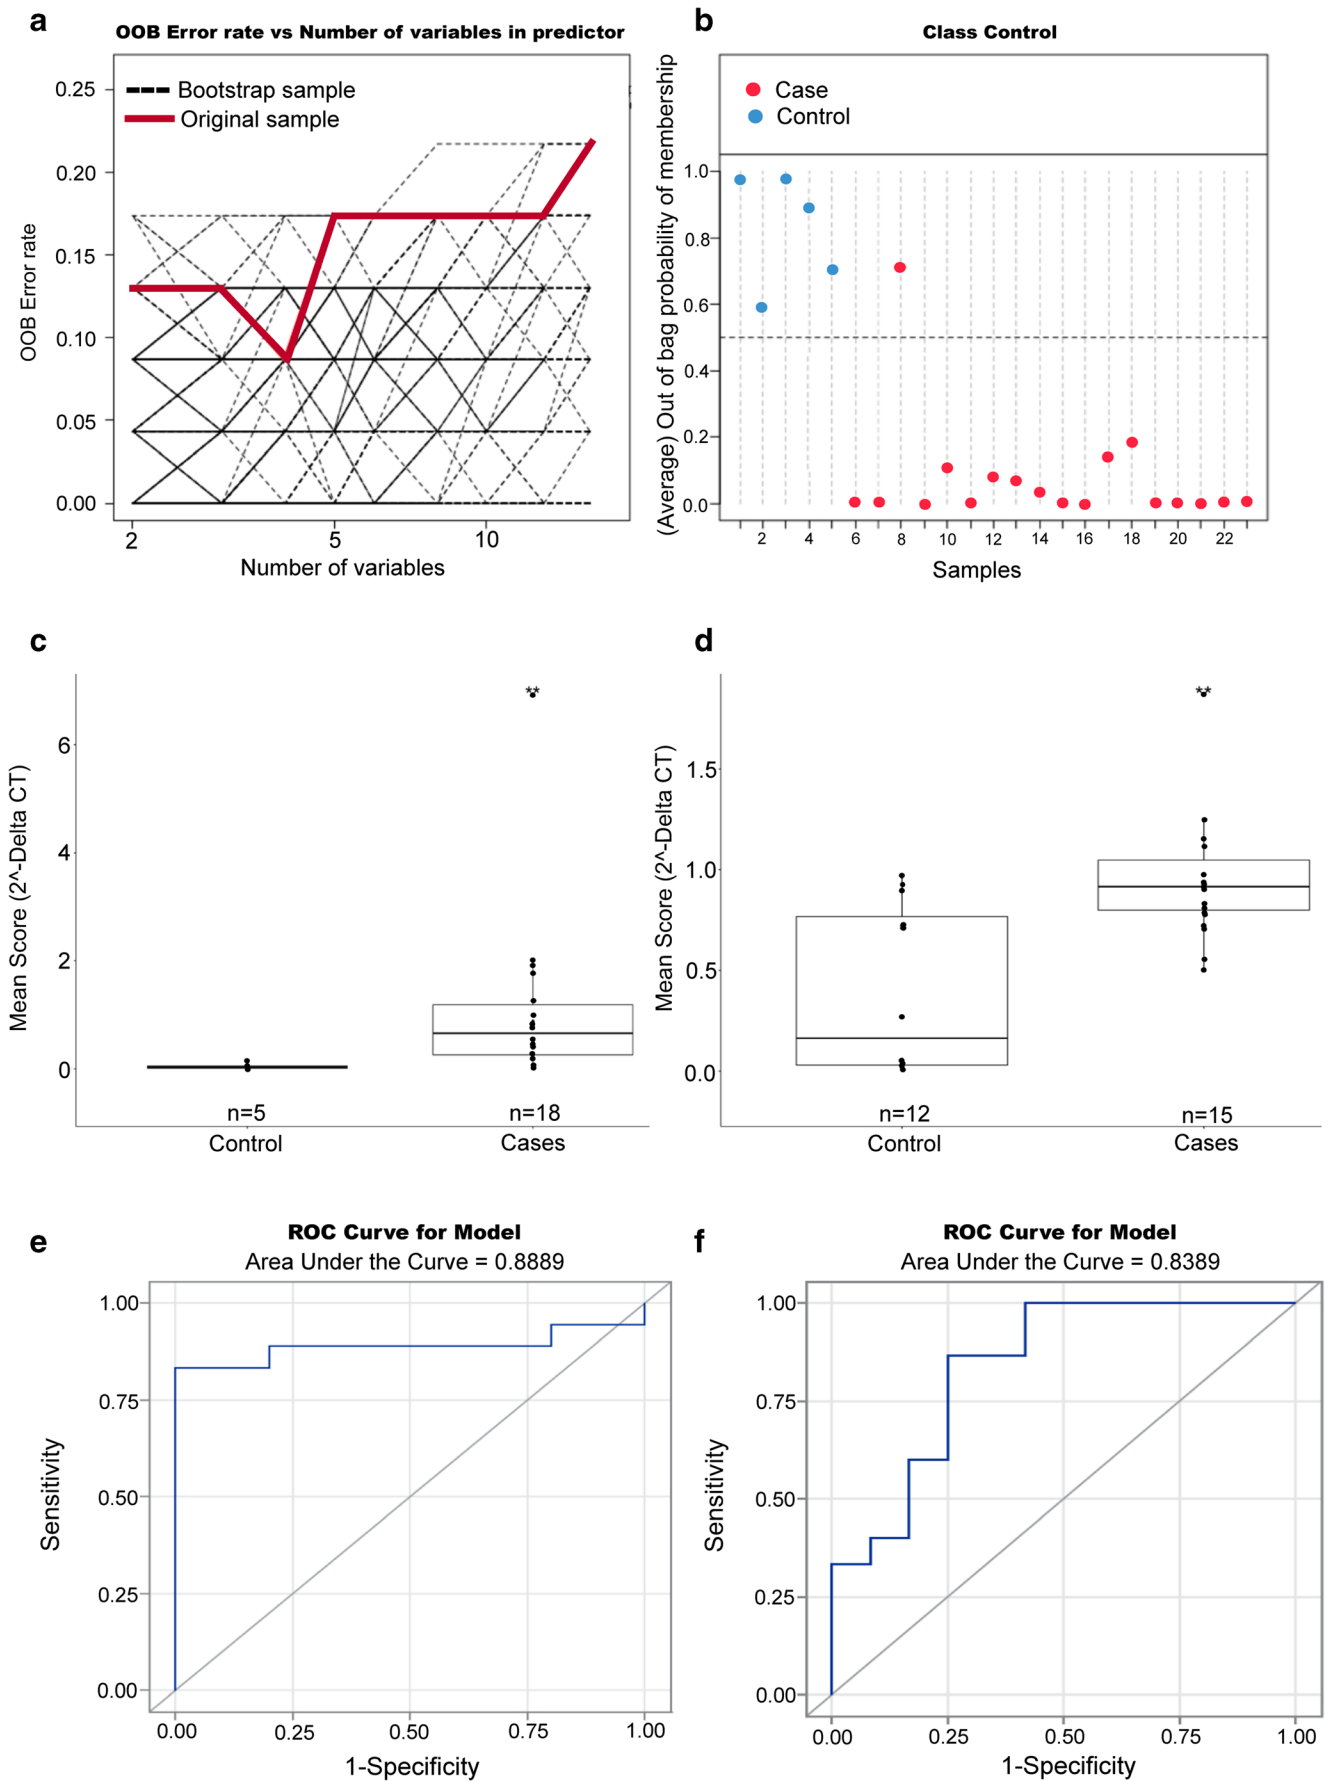 a
OOB Error rate vs Number of variables in predictor
Bootstrap sample
Original sample
OOB Error rate
0.25
0.20
0.15
0.10
0.05
0.00
2 5 10
Number of variables
b
Class Control
Case
Control
(Average) Out of bag probability of membership
1.0
0.8
0.6
0.4
0.2
0.0
2 4 6 8 10 12 14 16 18 20 22
Samples
c
Mean Score (2^-Delta CT)
6
4
2
0
**
n=5 n=18
Control Cases
d
Mean Score (2^-Delta CT)
1.5
1.0
0.5
0.0
**
n=12 n=15
Control Cases
e
ROC Curve for Model
Area Under the Curve = 0.8889
Sensitivity
1.00
0.75
0.50
0.25
0.00
0.00 0.25 0.50 0.75 1.00
1-Specificity
f
ROC Curve for Model
Area Under the Curve = 0.8389
Sensitivity
1.00
0.75
0.50
0.25
0.00
0.00 0.25 0.50 0.75 1.00
1-Specificity